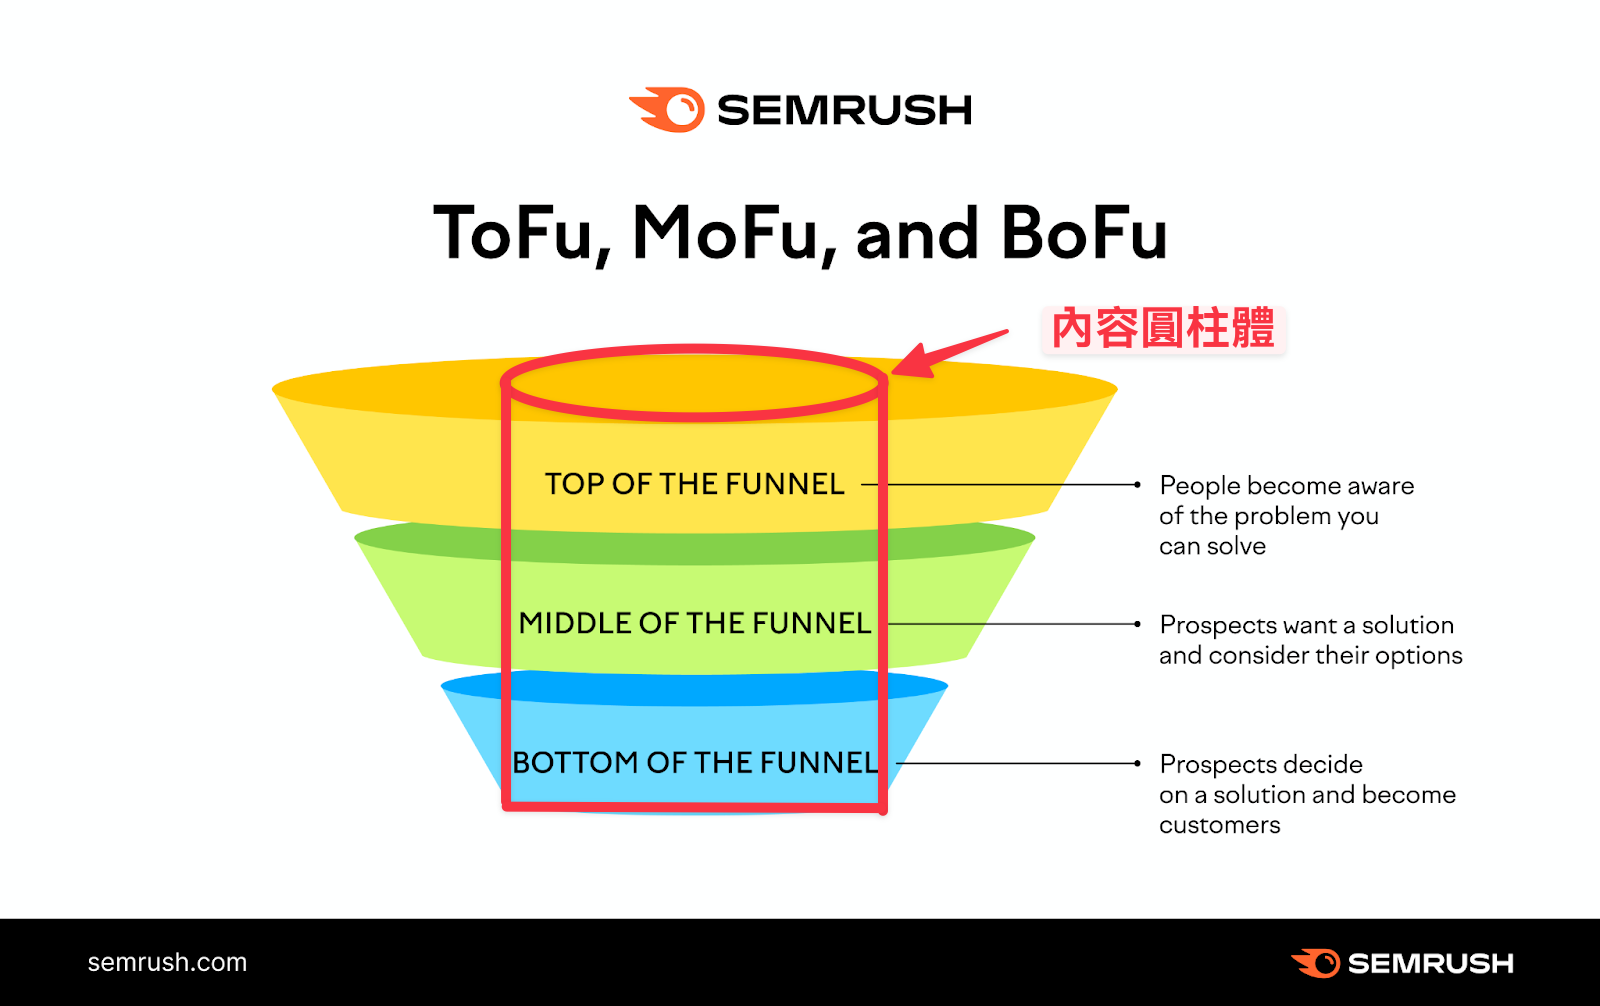 SEMRUSH
ToFu, MoFu, and BoFu
內容圓柱體
TOP OF THE FUNNEL
People become aware
of the problem you
can solve
MIDDLE OF THE FUNNEL
Prospects want a solution
and consider their options
BOTTOM OF THE FUNNEL
Prospects decide
on a solution and become
customers
semrush.com
SEMRUSH